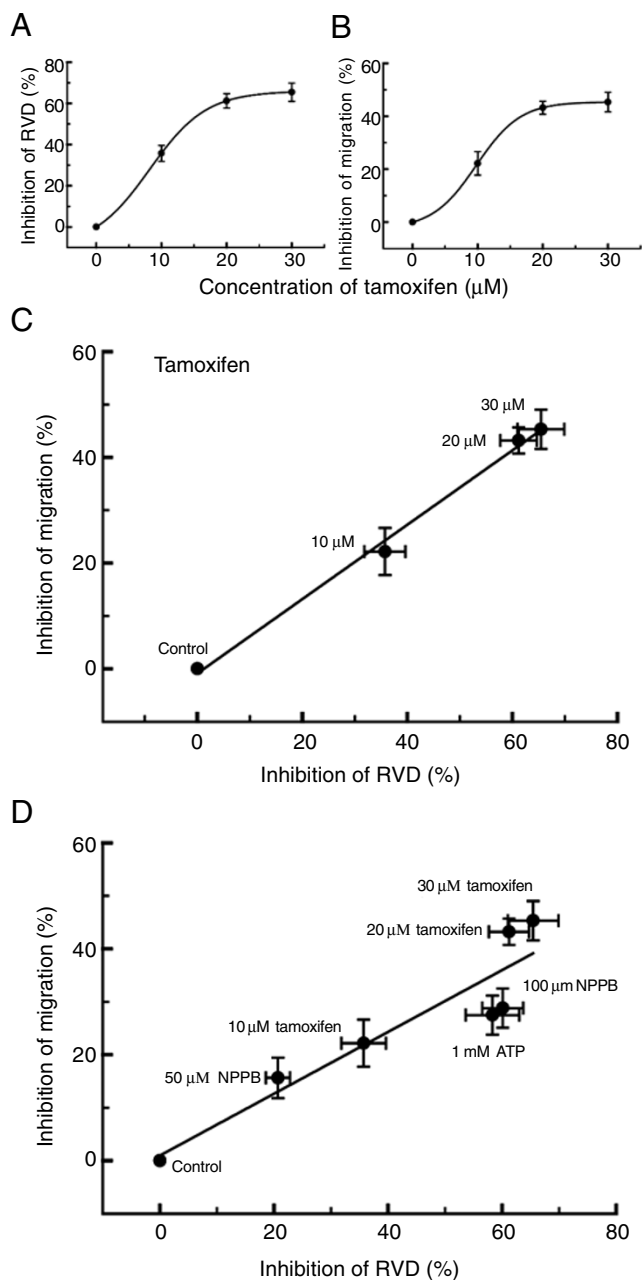 A
Inhibition of RVD (%)
80
60
40
20
0
0 10 20 30
B
Inhibition of migration (%)
60
40
20
0
0 10 20 30
Concentration of tamoxifen (μM)
C
Inhibition of migration (%)
60
40
20
0
Tamoxifen
30 μM
20 μM
10 μM
Control
0 20 40 60 80
Inhibition of RVD (%)
D
Inhibition of migration (%)
60
40
20
0
30 μM tamoxifen
20 μM tamoxifen
100 μm NPPB
10 μM tamoxifen
1 mM ATP
50 μM NPPB
Control
0 20 40 60 80
Inhibition of RVD (%)